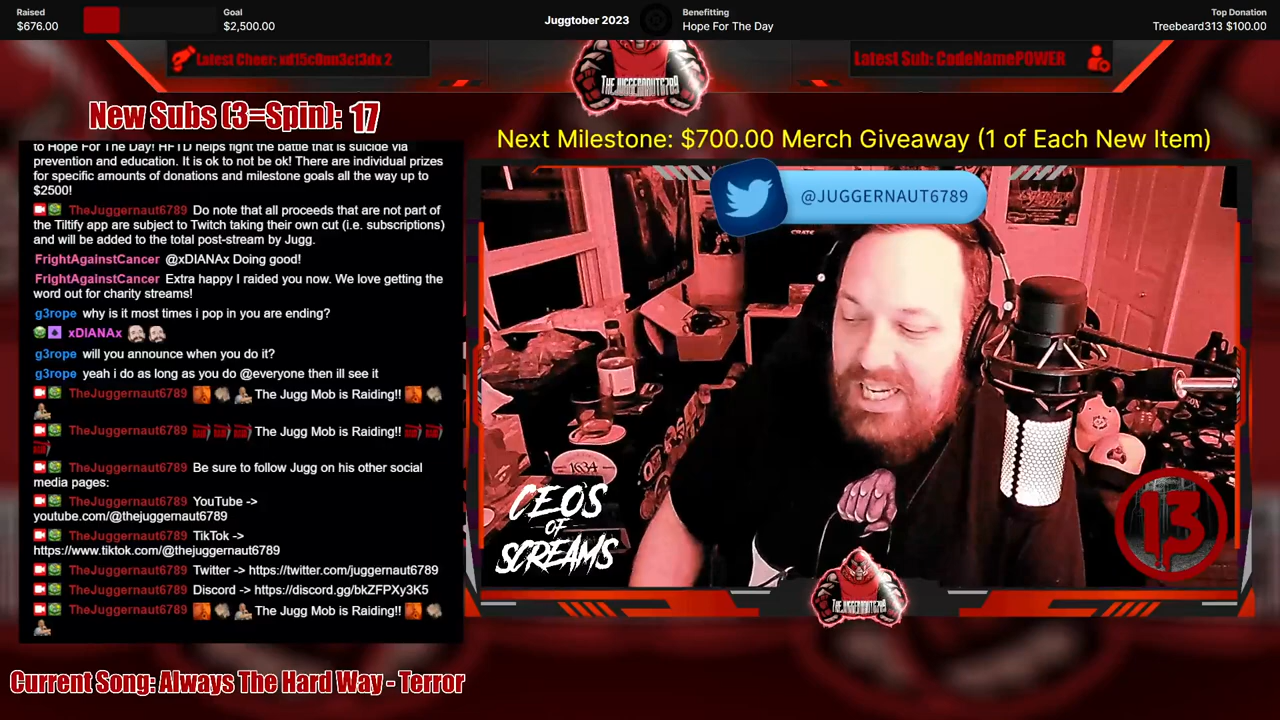 Raised
$676.00
Goal
$2,500.00
Juggtober 2023
Benefitting
Hope For The Day
Top Donation
Treebeard313 $100.00
Latest Cheer: xd15c0nn3ct3dx 2
THEJUGGERNAUT6789
Latest Sub: CodeNamePOWER
New Subs (3=Spin): 17
to Hope For The Day! HFTD helps fight the battle that is suicide via
prevention and education. It is ok to not be ok! There are individual prizes
for specific amounts of donations and milestone goals all the way up to
$2500!
TheJuggernaut6789 Do note that all proceeds that are not part of
the Tiltify app are subject to Twitch taking their own cut (i.e. subscriptions)
and will be added to the total post-stream by Jugg.
FrightAgainstCancer @xDIANAx Doing good!
FrightAgainstCancer Extra happy I raided you now. We love getting the
word out for charity streams!
g3rope why is it most times i pop in you are ending?
xDIANAx
g3rope will you announce when you do it?
g3rope yeah i do as long as you do @everyone then ill see it
TheJuggernaut6789 The Jugg Mob is Raiding!!
TheJuggernaut6789 The Jugg Mob is Raiding!!
TheJuggernaut6789 Be sure to follow Jugg on his other social
media pages:
TheJuggernaut6789 YouTube ->
youtube.com/@thejuggernaut6789
TheJuggernaut6789 TikTok ->
https://www.tiktok.com/@thejuggernaut6789
TheJuggernaut6789 Twitter -> https://twitter.com/juggernaut6789
TheJuggernaut6789 Discord -> https://discord.gg/bkZFPXy3K5
TheJuggernaut6789 The Jugg Mob is Raiding!!
Next Milestone: $700.00 Merch Giveaway (1 of Each New Item)
@JUGGERNAUT6789
1634
CEO'S
OF
SCREAMS
13
THEJUGGERNAUT6789
Current Song: Always The Hard Way - Terror